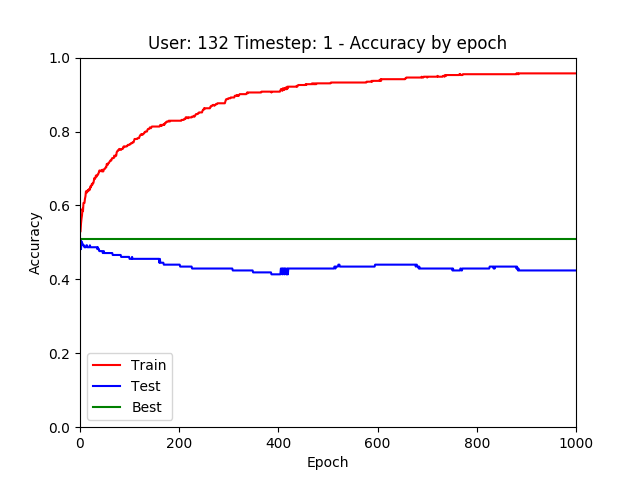 User: 132 Timestep: 1 - Accuracy by epoch
1.0
0.8
0.6
0.4
0.2
0.0
Accuracy
Train
Test
Best
0 200 400 600 800 1000
Epoch